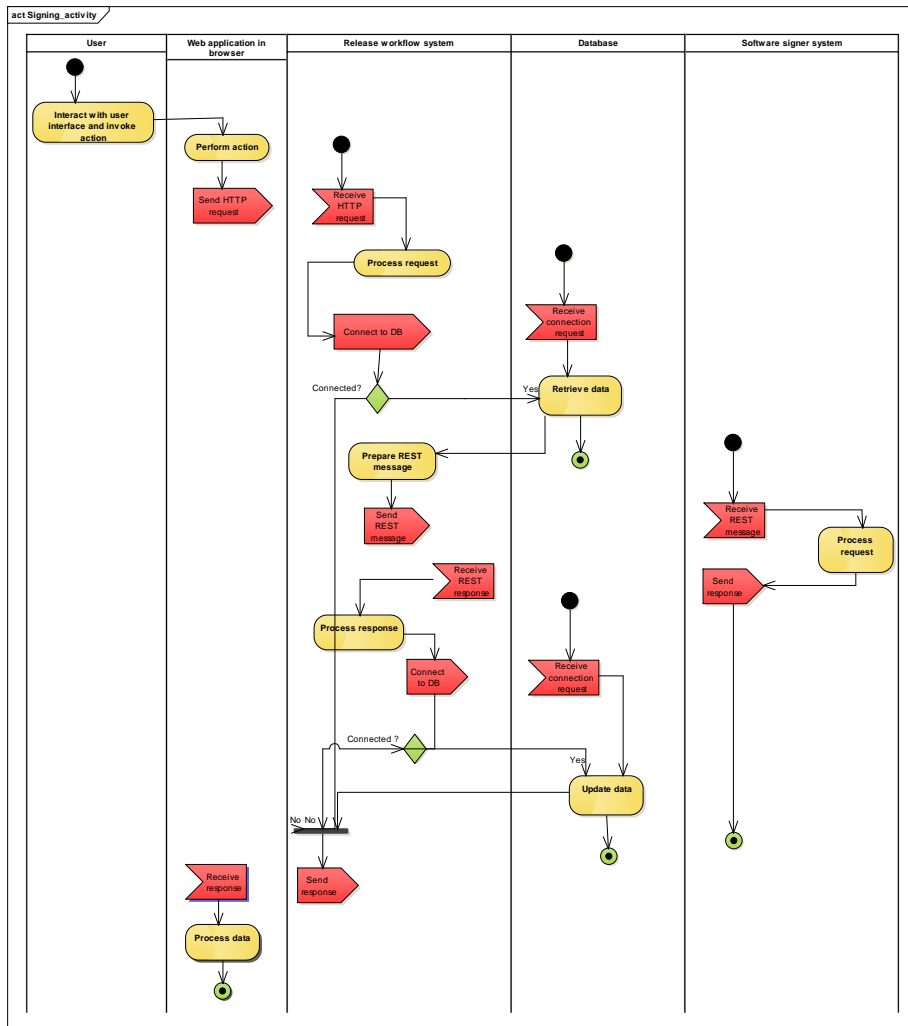 act Signing_activity
User
Web application in
browser
Release workflow system
Database
Software signer system
Interact with user
interface and invoke
action
Perform action
Send HTTP
request
Receive
HTTP
request
Process request
Connect to DB
Connected?
Yes
Receive
connection
request
Retrieve data
Prepare REST
message
Send
REST
message
Receive
REST
message
Process
request
Send
response
Receive
REST
response
Process response
Connect
to DB
Receive
connection
request
Connected ?
Yes
Update data
No No
Send
response
Receive
response
Process data